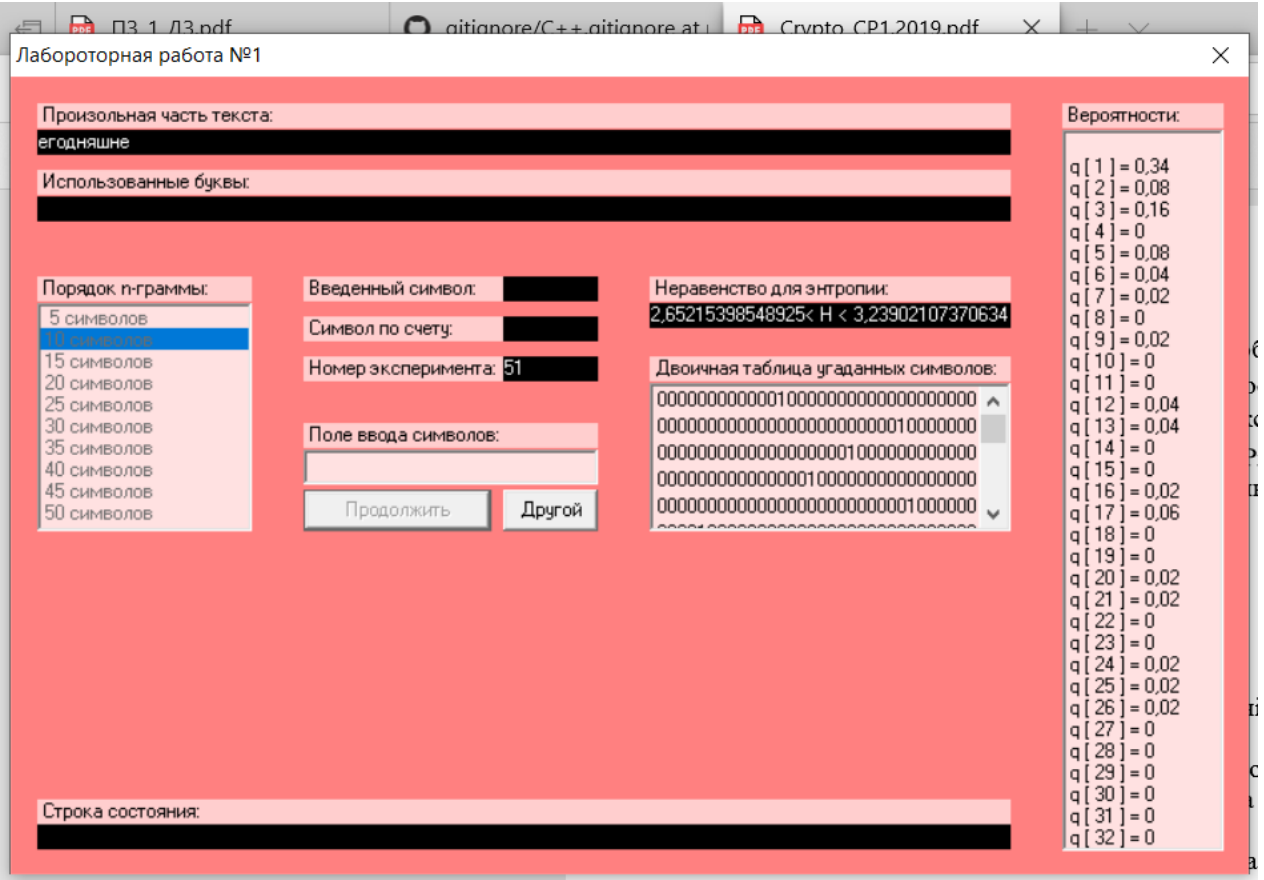 ПЗ_1_ЛЗ.pdf
gitignore/C++.gitignore at
Crypto_CP1.2019.pdf
Лабороторная работа №1
Произольная часть текста:
егодняшне
Использованные буквы:
Порядок n-граммы:
5 символов
10 символов
15 символов
20 символов
25 символов
30 символов
35 символов
40 символов
45 символов
50 символов
Введенный символ:
Символ по счету:
Номер эксперимента: 51
Поле ввода символов:
Продолжить
Другой
Неравенство для энтропии:
2,65215398548925< H < 3,23902107370634
Двоичная таблица угаданных символов:
00000000000010000000000000000000
00000000000000000000000010000000
000000000000000000001000000000000
00000000000000010000000000000000
00000000000000000000000001000000
Строка состояния:
Вероятности:
q [ 1 ] = 0,34
q [ 2 ] = 0,08
q [ 3 ] = 0,16
q [ 4 ] = 0
q [ 5 ] = 0,08
q [ 6 ] = 0,04
q [ 7 ] = 0,02
q [ 8 ] = 0
q [ 9 ] = 0,02
q [ 10 ] = 0
q [ 11 ] = 0
q [ 12 ] = 0,04
q [ 13 ] = 0,04
q [ 14 ] = 0
q [ 15 ] = 0
q [ 16 ] = 0,02
q [ 17 ] = 0,06
q [ 18 ] = 0
q [ 19 ] = 0
q [ 20 ] = 0,02
q [ 21 ] = 0,02
q [ 22 ] = 0
q [ 23 ] = 0
q [ 24 ] = 0,02
q [ 25 ] = 0,02
q [ 26 ] = 0,02
q [ 27 ] = 0
q [ 28 ] = 0
q [ 29 ] = 0
q [ 30 ] = 0
q [ 31 ] = 0
q [ 32 ] = 0